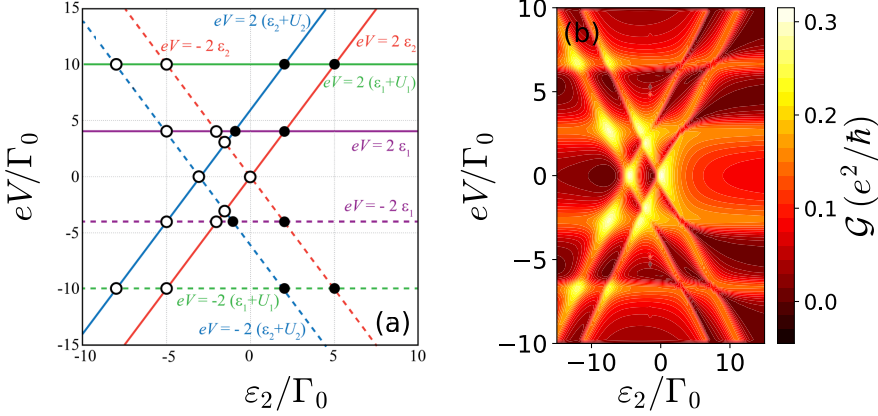 15
10
5
0
-5
-10
-15
-10
-5
0
5
10
eV/Γ₀
ε₂/Γ₀
eV = - 2 ε₂
eV = 2 (ε₂+U₂)
eV = 2 ε₂
eV = 2 (ε₁+U₁)
eV = 2 ε₁
eV = - 2 ε₁
eV = -2 (ε₁+U₁)
eV = - 2 (ε₂+U₂)
(a)
(b)
10
5
0
−5
−10
−10
0
10
eV/Γ₀
ε₂/Γ₀
0.3
0.2
0.1
0.0
𝒢 (e²/ℏ)